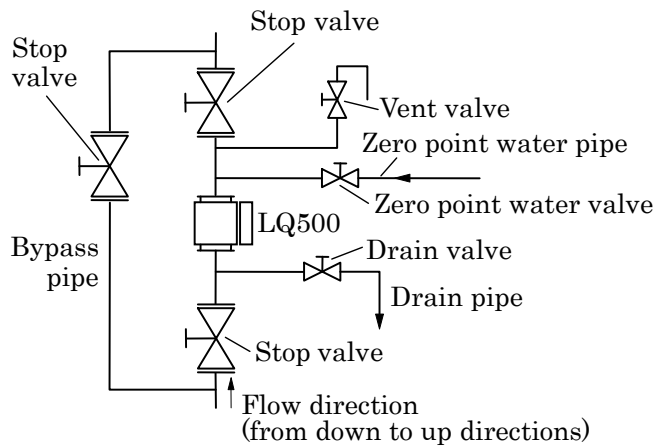 Stop valve
Stop
valve
Vent valve
Zero point water pipe
Zero point water valve
LQ500
Bypass
pipe
Drain valve
Drain pipe
Stop valve
Flow direction
(from down to up directions)